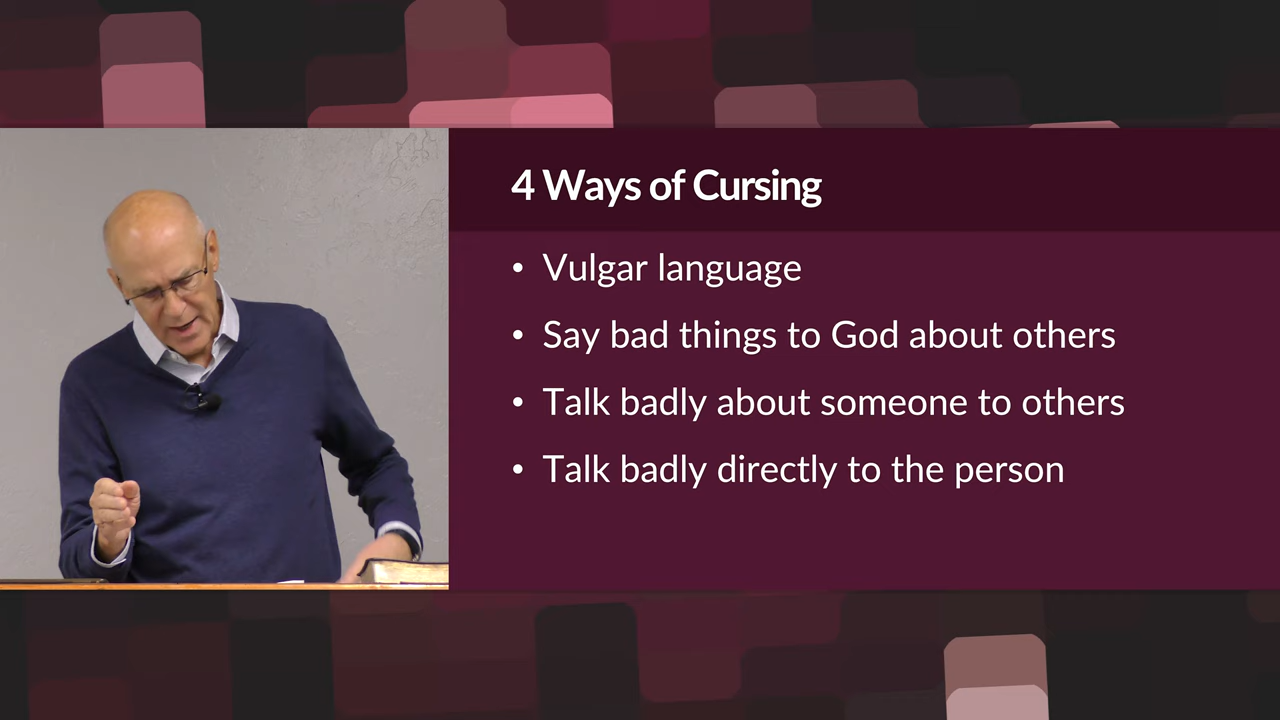 4 Ways of Cursing
• Vulgar language
• Say bad things to God about others
• Talk badly about someone to others
• Talk badly directly to the person